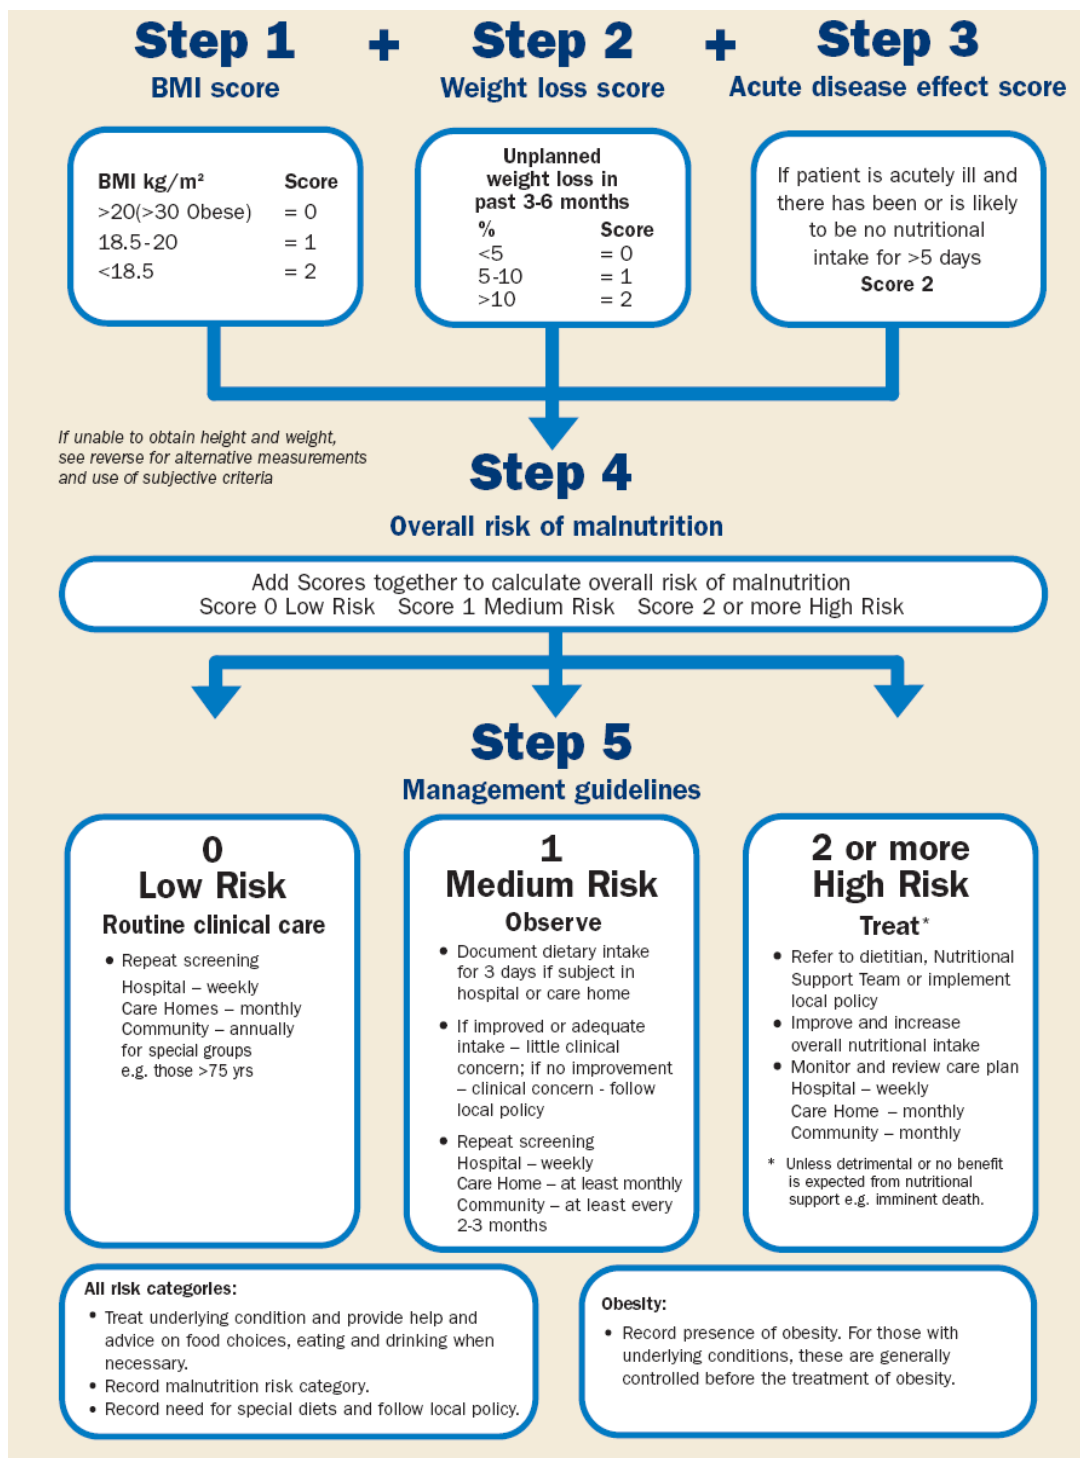 Step 1 + Step 2 + Step 3
BMI score
Weight loss score
Acute disease effect score
BMI kg/m² Score
>20(>30 Obese) = 0
18.5-20 = 1
<18.5 = 2
Unplanned
weight loss in
past 3-6 months
% Score
<5 = 0
5-10 = 1
>10 = 2
If patient is acutely ill and
there has been or is likely
to be no nutritional
intake for >5 days
Score 2
If unable to obtain height and weight,
see reverse for alternative measurements
and use of subjective criteria
Step 4
Overall risk of malnutrition
Add Scores together to calculate overall risk of malnutrition
Score 0 Low Risk Score 1 Medium Risk Score 2 or more High Risk
Step 5
Management guidelines
0
Low Risk
Routine clinical care
• Repeat screening
Hospital – weekly
Care Homes – monthly
Community – annually
for special groups
e.g. those >75 yrs
1
Medium Risk
Observe
• Document dietary intake
for 3 days if subject in
hospital or care home
• If improved or adequate
intake – little clinical
concern; if no improvement
– clinical concern - follow
local policy
• Repeat screening
Hospital – weekly
Care Home – at least monthly
Community – at least every
2-3 months
2 or more
High Risk
Treat*
• Refer to dietitian, Nutritional
Support Team or implement
local policy
• Improve and increase
overall nutritional intake
• Monitor and review care plan
Hospital – weekly
Care Home – monthly
Community – monthly
* Unless detrimental or no benefit
is expected from nutritional
support e.g. imminent death.
All risk categories:
• Treat underlying condition and provide help and
advice on food choices, eating and drinking when
necessary.
• Record malnutrition risk category.
• Record need for special diets and follow local policy.
Obesity:
• Record presence of obesity. For those with
underlying conditions, these are generally
controlled before the treatment of obesity.